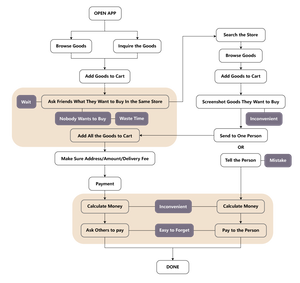 OPEN APP
Browse Goods
Inquire the Goods
Add Goods to Cart
Wait
Ask Friends What They Want to Buy In the Same Store
Nobody Wants to Buy
Waste Time
Add All the Goods to Cart
Make Sure Address/Amount/Delivery Fee
Payment
Search the Store
Browse Goods
Add Goods to Cart
Screenshot Goods They Want to Buy
Inconvenient
Send to One Person
OR
Tell the Person
Mistake
Calculate Money
Inconvenient
Calculate Money
Ask Others to pay
Easy to Forget
Pay to the Person
DONE